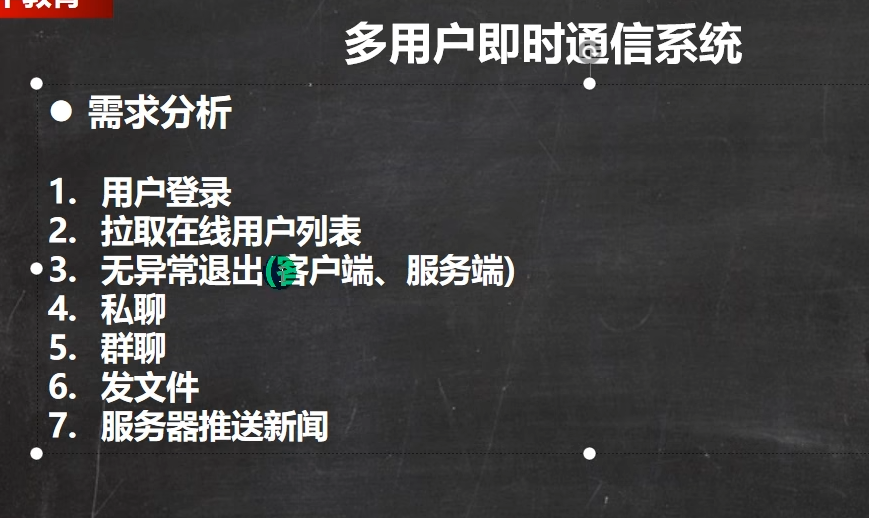 教育
多用户即时通信系统
● 需求分析
1. 用户登录
2. 拉取在线用户列表
3. 无异常退出(客户端、服务端)
4. 私聊
5. 群聊
6. 发文件
7. 服务器推送新闻